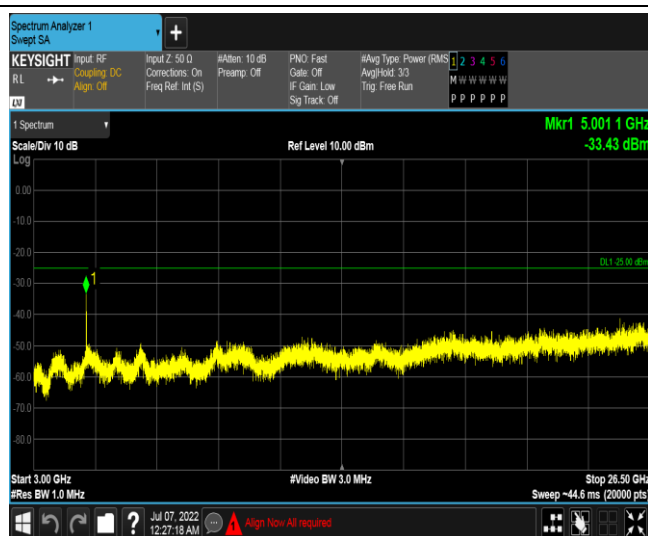 Spectrum Analyzer 1
Swept SA
+
KEYSIGHT Input: RF Input Z: 50 Ω #Atten: 10 dB PNO: Fast #Avg Type: Power (RMS 1 2 3 4 5 6
RL Coupling: DC Corrections: On Preamp: Off Gate: Off Avg|Hold: 3/3 M W W W W W
Align: Off Freq Ref: Int (S) IF Gain: Low Trig: Free Run
Sig Track: Off P P P P P P
LXI
1 Spectrum Mkr1 5.001 1 GHz
Scale/Div 10 dB Ref Level 10.00 dBm -33.43 dBm
Log
0.00
-10.0
-20.0
DL1 -25.00 dBm
-30.0
1
-40.0
-50.0
-60.0
-70.0
-80.0
Start 3.00 GHz #Video BW 3.0 MHz Stop 26.50 GHz
#Res BW 1.0 MHz Sweep ~44.6 ms (20000 pts)
? Jul 07, 2022
12:27:18 AM Align Now All required